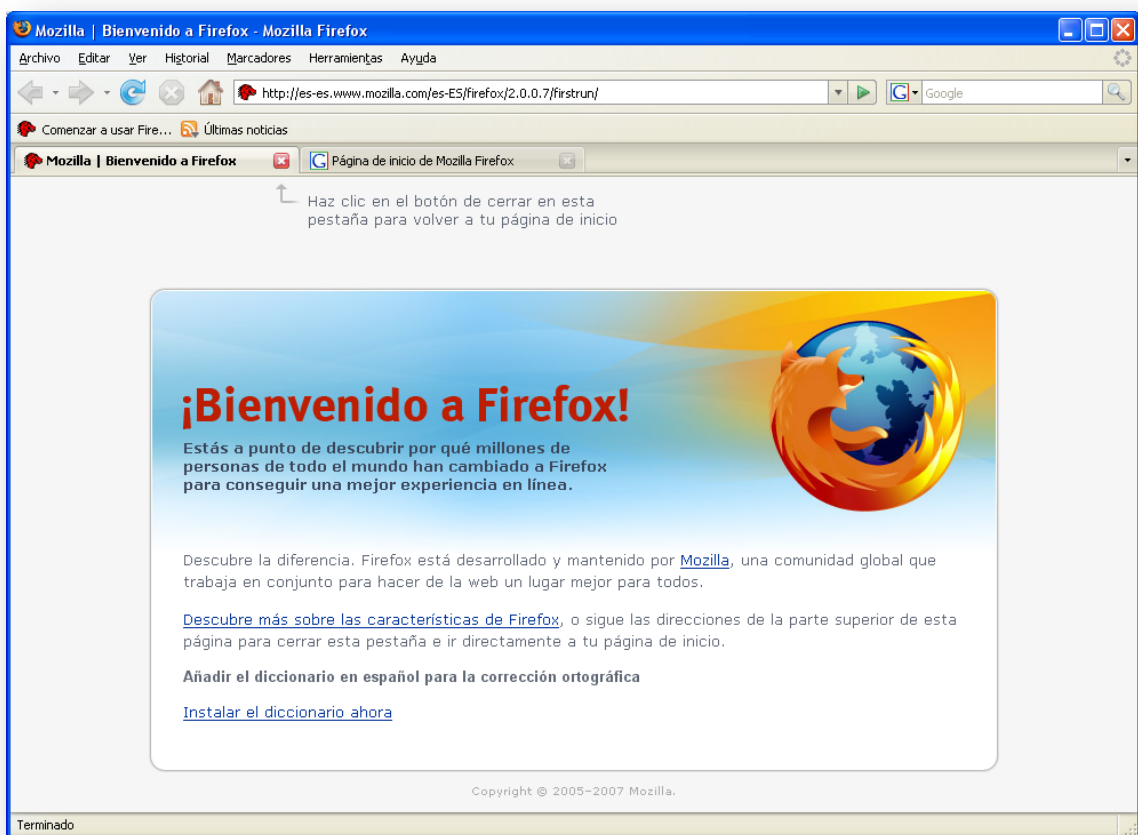 Mozilla | Bienvenido a Firefox - Mozilla Firefox
Archivo Editar Ver Historial Marcadores Herramientas Ayuda
http://es-es.www.mozilla.com/es-ES/firefox/2.0.0.7/firstrun/ G Google
Comenzar a usar Fire... Últimas noticias
Mozilla | Bienvenido a Firefox G Página de inicio de Mozilla Firefox
Haz clic en el botón de cerrar en esta
pestaña para volver a tu página de inicio
¡Bienvenido a Firefox!
Estás a punto de descubrir por qué millones de
personas de todo el mundo han cambiado a Firefox
para conseguir una mejor experiencia en línea.
Descubre la diferencia. Firefox está desarrollado y mantenido por Mozilla, una comunidad global que
trabaja en conjunto para hacer de la web un lugar mejor para todos.
Descubre más sobre las características de Firefox, o sigue las direcciones de la parte superior de esta
página para cerrar esta pestaña e ir directamente a tu página de inicio.
Añadir el diccionario en español para la corrección ortográfica
Instalar el diccionario ahora
Copyright © 2005–2007 Mozilla.
Terminado